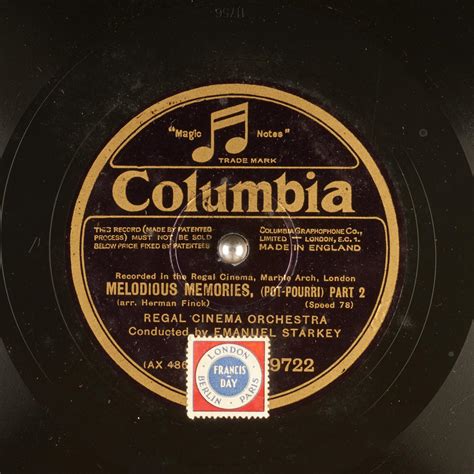 "Magic Notes"
TRADE MARK
Columbia
THIS RECORD (MADE BY PATENTED
PROCESS) MUST NOT BE SOLD
BELOW PRICE FIXED BY PATENTEES
COLUMBIA GRAPHOPHONE CO.,
LIMITED — LONDON, E.C. 1.
MADE IN ENGLAND
Recorded in the Regal Cinema, Marble Arch, London
MELODIOUS MEMORIES, (POT-POURRI) PART 2
(arr. Herman Finck) (Speed 78)
REGAL CINEMA ORCHESTRA
Conducted by EMANUEL STARKEY
(AX 486
9722
LONDON
FRANCIS
DAY
BERLIN PARIS